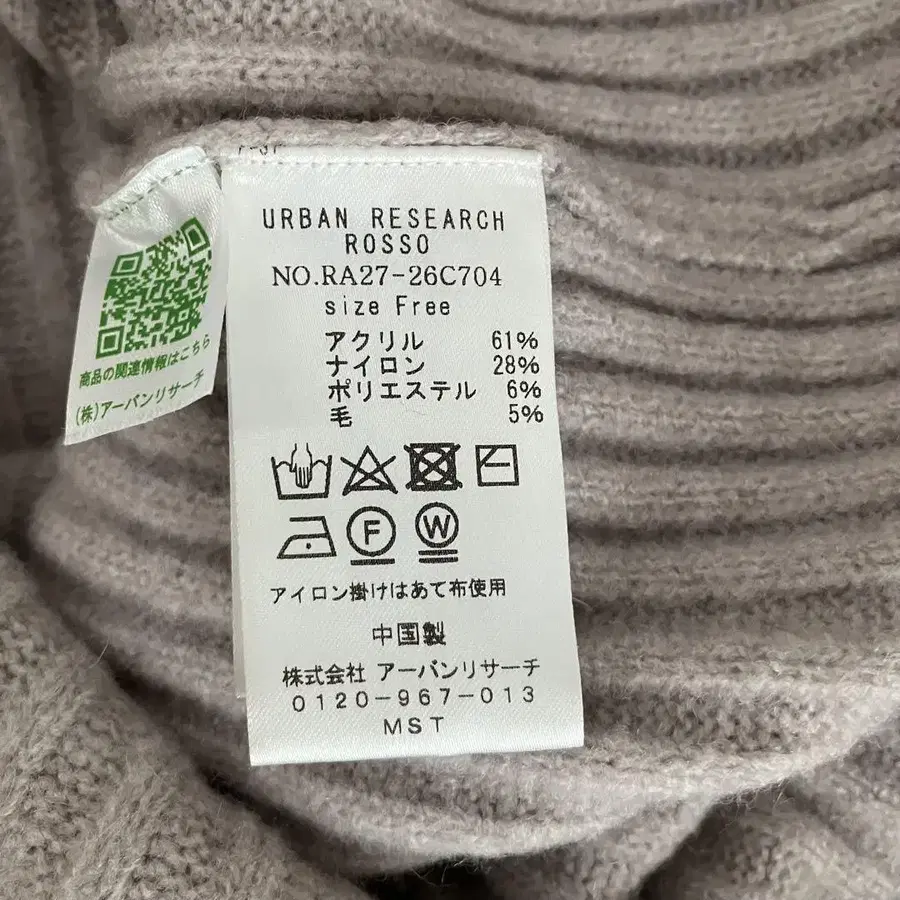 URBAN RESEARCH
ROSSO
NO.RA27-26C704
size Free
アクリル 61%
ナイロン 28%
ポリエステル 6%
毛 5%
F W
アイロン掛けはあて布使用
中国製
株式会社 アーバンリサーチ
0120-967-013
MST
商品の関連情報はこちら
(株)アーバンリサーチ